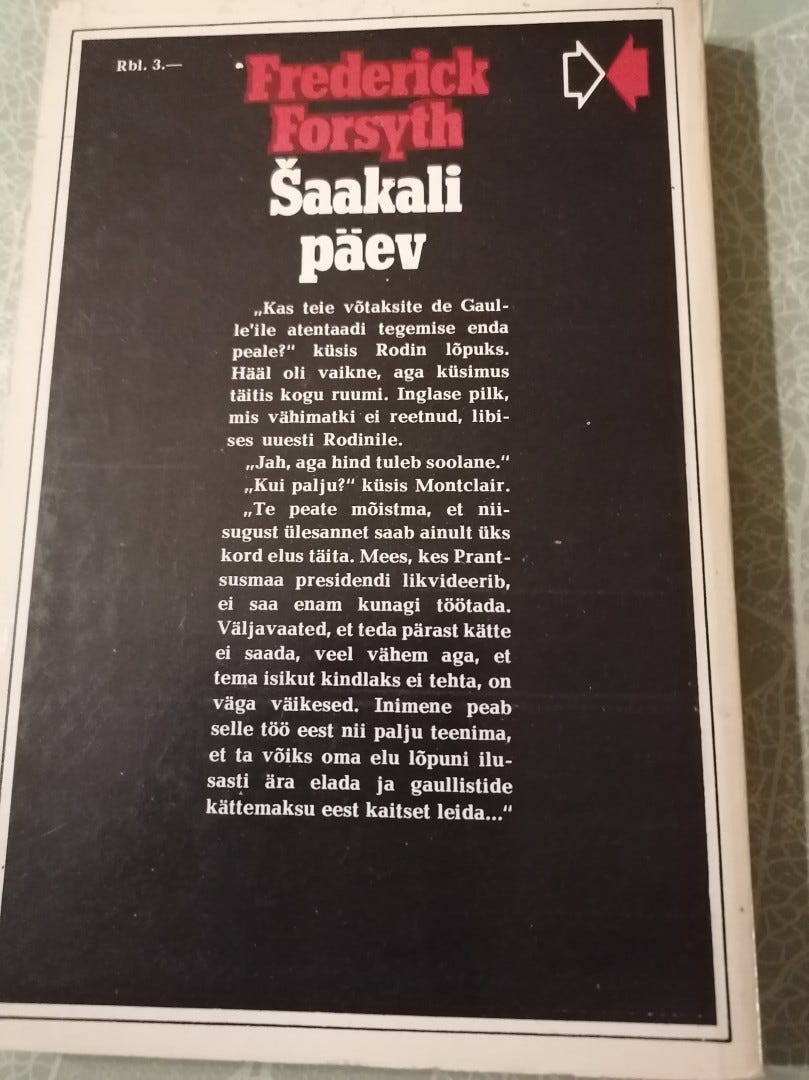 Rbl. 3.—
Frederick
Forsyth
Šaakali
päev
„Kas teie võtaksite de Gaul-
le'ile atentaadi tegemise enda
peale?“ küsis Rodin lõpuks.
Hääl oli vaikne, aga küsimus
täitis kogu ruumi. Inglase pilk,
mis vähimatki ei reetnud, libi-
ses uuesti Rodinile.
„Jah, aga hind tuleb soolane.“
„Kui palju?“ küsis Montclair.
„Te peate mõistma, et nii-
sugust ülesannet saab ainult üks
kord elus täita. Mees, kes Prant-
susmaa presidendi likvideerib,
ei saa enam kunagi töötada.
Väljavaated, et teda pärast kätte
ei saada, veel vähem aga, et
tema isikut kindlaks ei tehta, on
väga väikesed. Inimene peab
selle töö eest nii palju teenima,
et ta võiks oma elu lõpuni ilu-
sasti ära elada ja gaullistide
kättemaksu eest kaitset leida...“